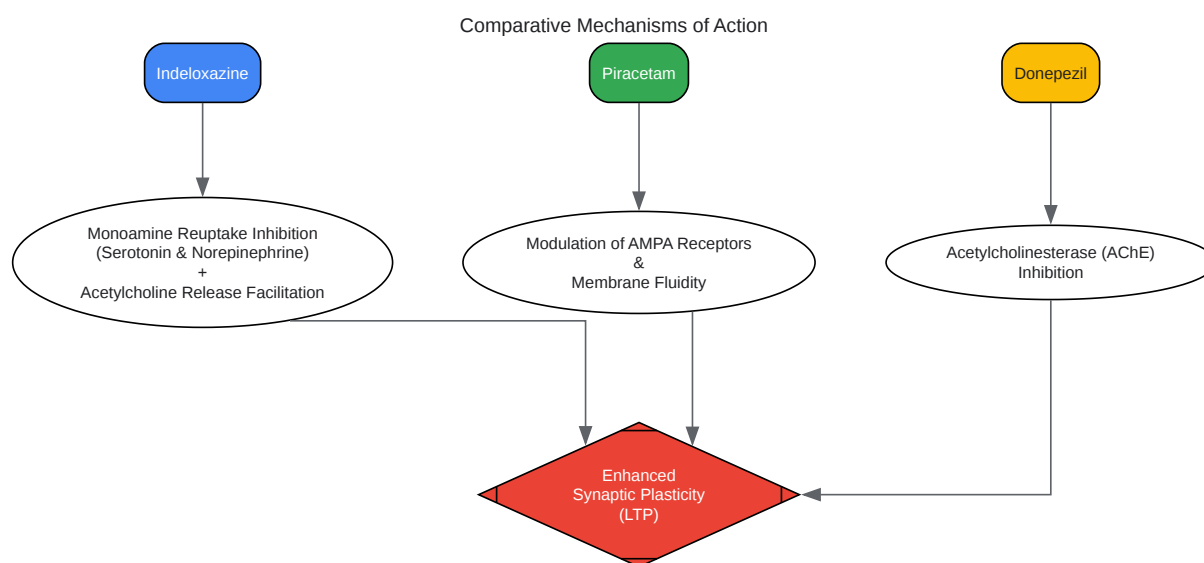 Comparative Mechanisms of Action
Indeloxazine
Piracetam
Donepezil
Monoamine Reuptake Inhibition
(Serotonin & Norepinephrine)
+
Acetylcholine Release Facilitation
Modulation of AMPA Receptors
&
Membrane Fluidity
Acetylcholinesterase (AChE)
Inhibition
Enhanced
Synaptic Plasticity
(LTP)